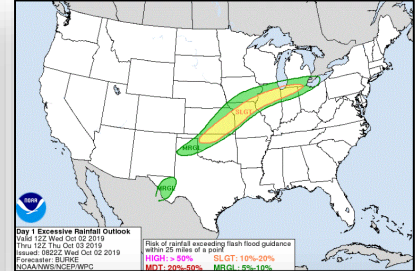 SLGT
MRGL
MRGL
NOAA
Day 1 Excessive Rainfall Outlook
Valid 12Z Wed Oct 02 2019
Thru 12Z Thu Oct 03 2019
Issued: 0822Z Wed Oct 02 2019
Forecaster: BURKE
NOAA/NWS/NCEP/WPC
Risk of rainfall exceeding flash flood guidance
within 25 miles of a point
HIGH: > 50% SLGT: 10%-20%
MDT: 20%-50% MRGL: 5%-10%